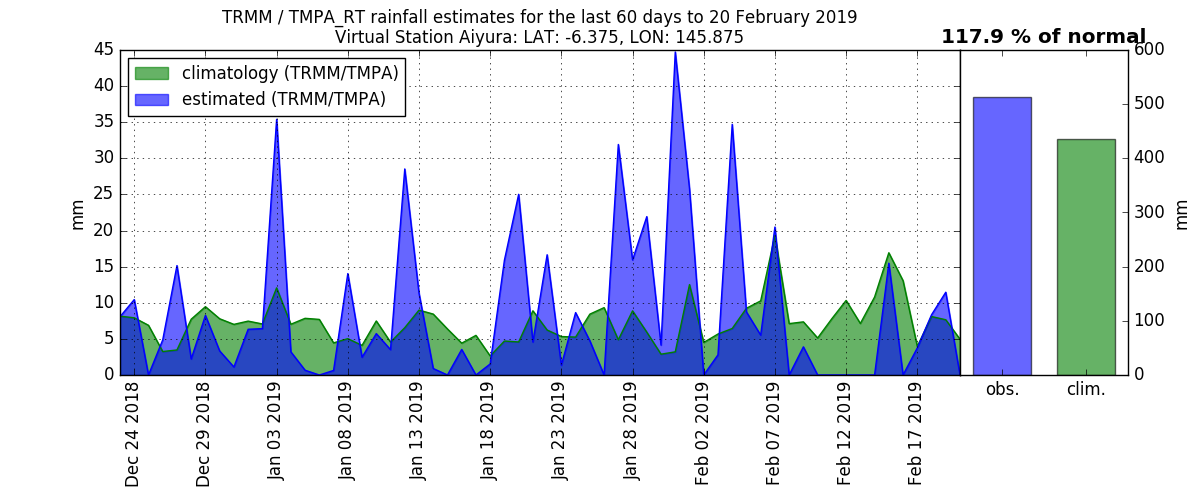 TRMM / TMPA_RT rainfall estimates for the last 60 days to 20 February 2019
Virtual Station Aiyura: LAT: -6.375, LON: 145.875
117.9 % of normal
climatology (TRMM/TMPA)
estimated (TRMM/TMPA)
mm
45
40
35
30
25
20
15
10
5
0
Dec 24 2018
Dec 29 2018
Jan 03 2019
Jan 08 2019
Jan 13 2019
Jan 18 2019
Jan 23 2019
Jan 28 2019
Feb 02 2019
Feb 07 2019
Feb 12 2019
Feb 17 2019
obs.
clim.
600
500
400
300
200
100
0
mm